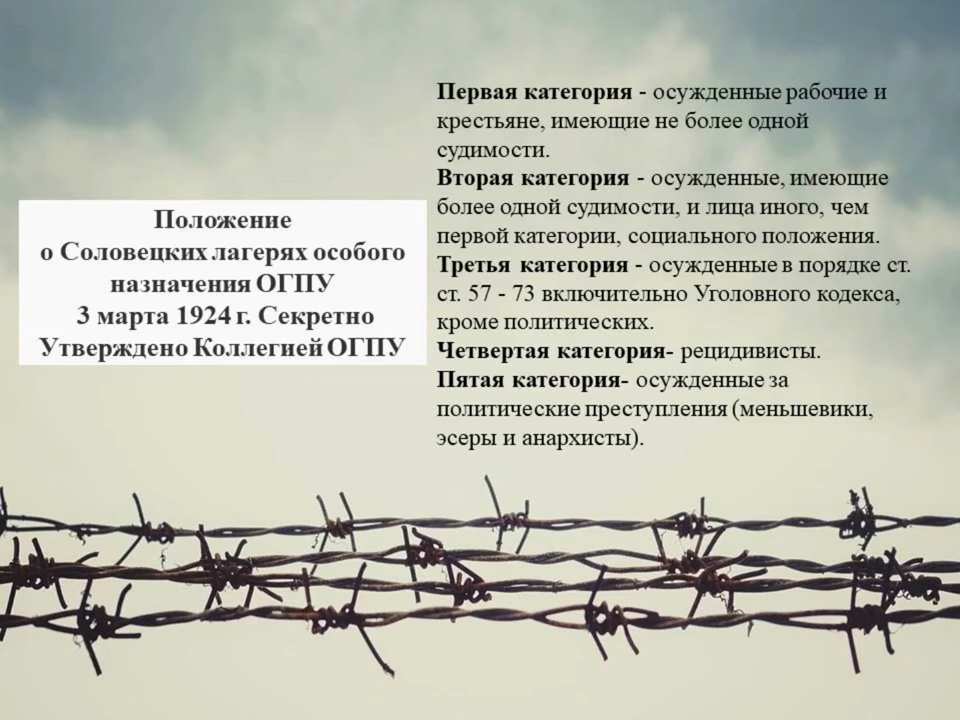 Положение
о Соловецких лагерях особого
назначения ОГПУ
3 марта 1924 г. Секретно
Утверждено Коллегией ОГПУ
Первая категория - осужденные рабочие и
крестьяне, имеющие не более одной
судимости.
Вторая категория - осужденные, имеющие
более одной судимости, и лица иного, чем
первой категории, социального положения.
Третья категория - осужденные в порядке ст.
ст. 57 - 73 включительно Уголовного кодекса,
кроме политических.
Четвертая категория- рецидивисты.
Пятая категория- осужденные за
политические преступления (меньшевики,
эсеры и анархисты).